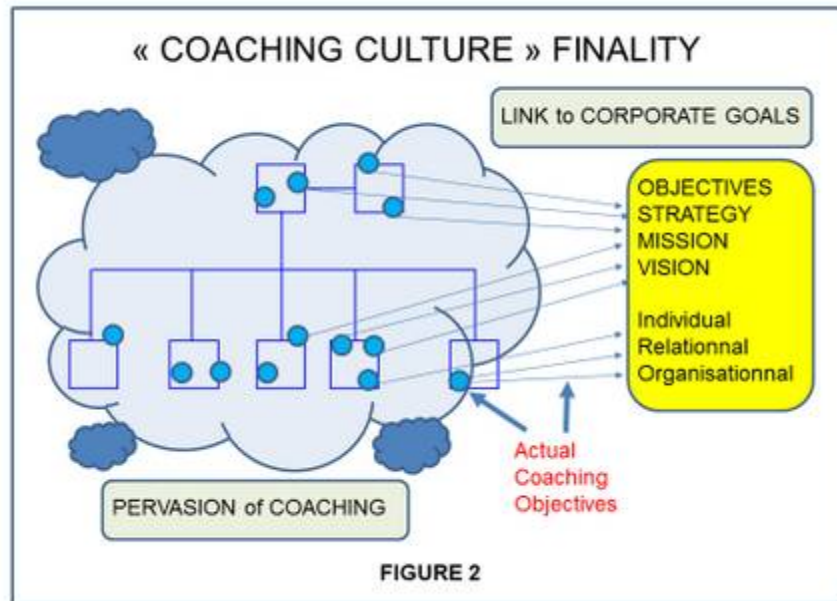 « COACHING CULTURE » FINALITY
LINK to CORPORATE GOALS
OBJECTIVES
STRATEGY
MISSION
VISION
Individual
Relationnal
Organisationnal
Actual
Coaching
Objectives
PERVASION of COACHING
FIGURE 2